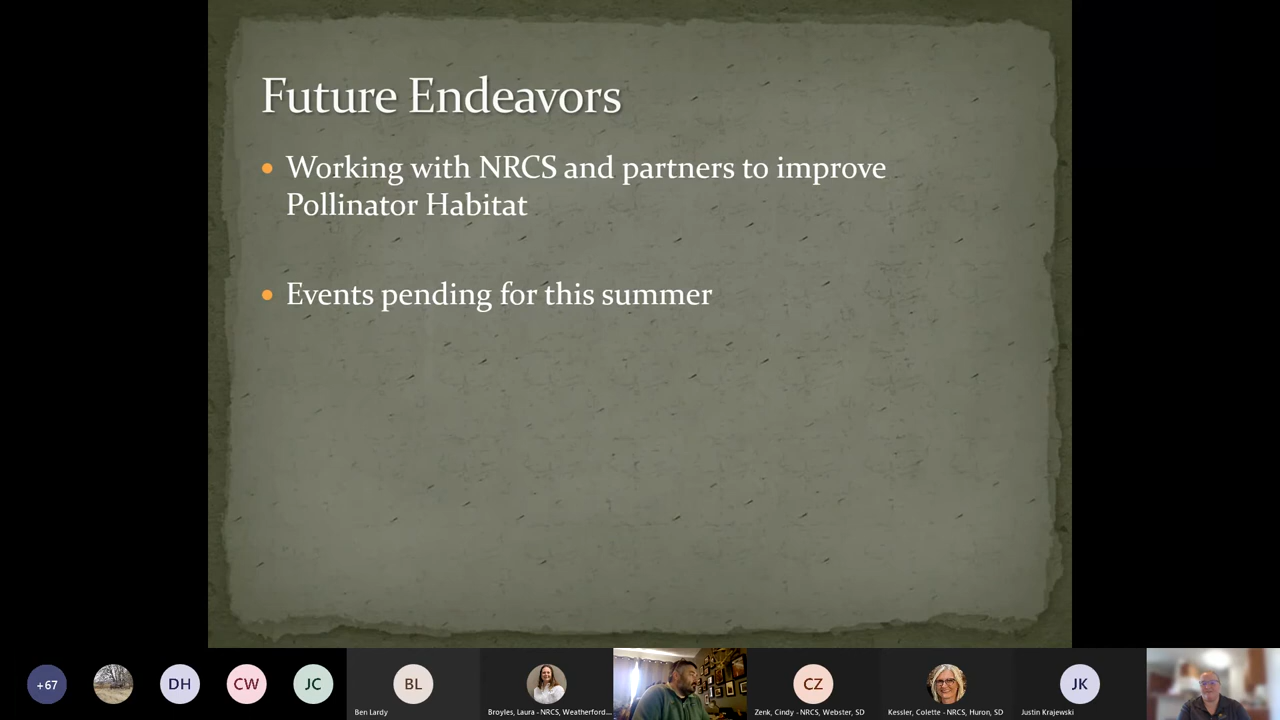 Future Endeavors
Working with NRCS and partners to improve
Pollinator Habitat
Events pending for this summer
+67
DH
CW
JC
BL
CZ
JK
Ben Lardy
Broyles, Laura - NRCS, Weatherford...
Zenk, Cindy - NRCS, Webster, SD
Kessler, Colette - NRCS, Huron, SD
Justin Krajewski